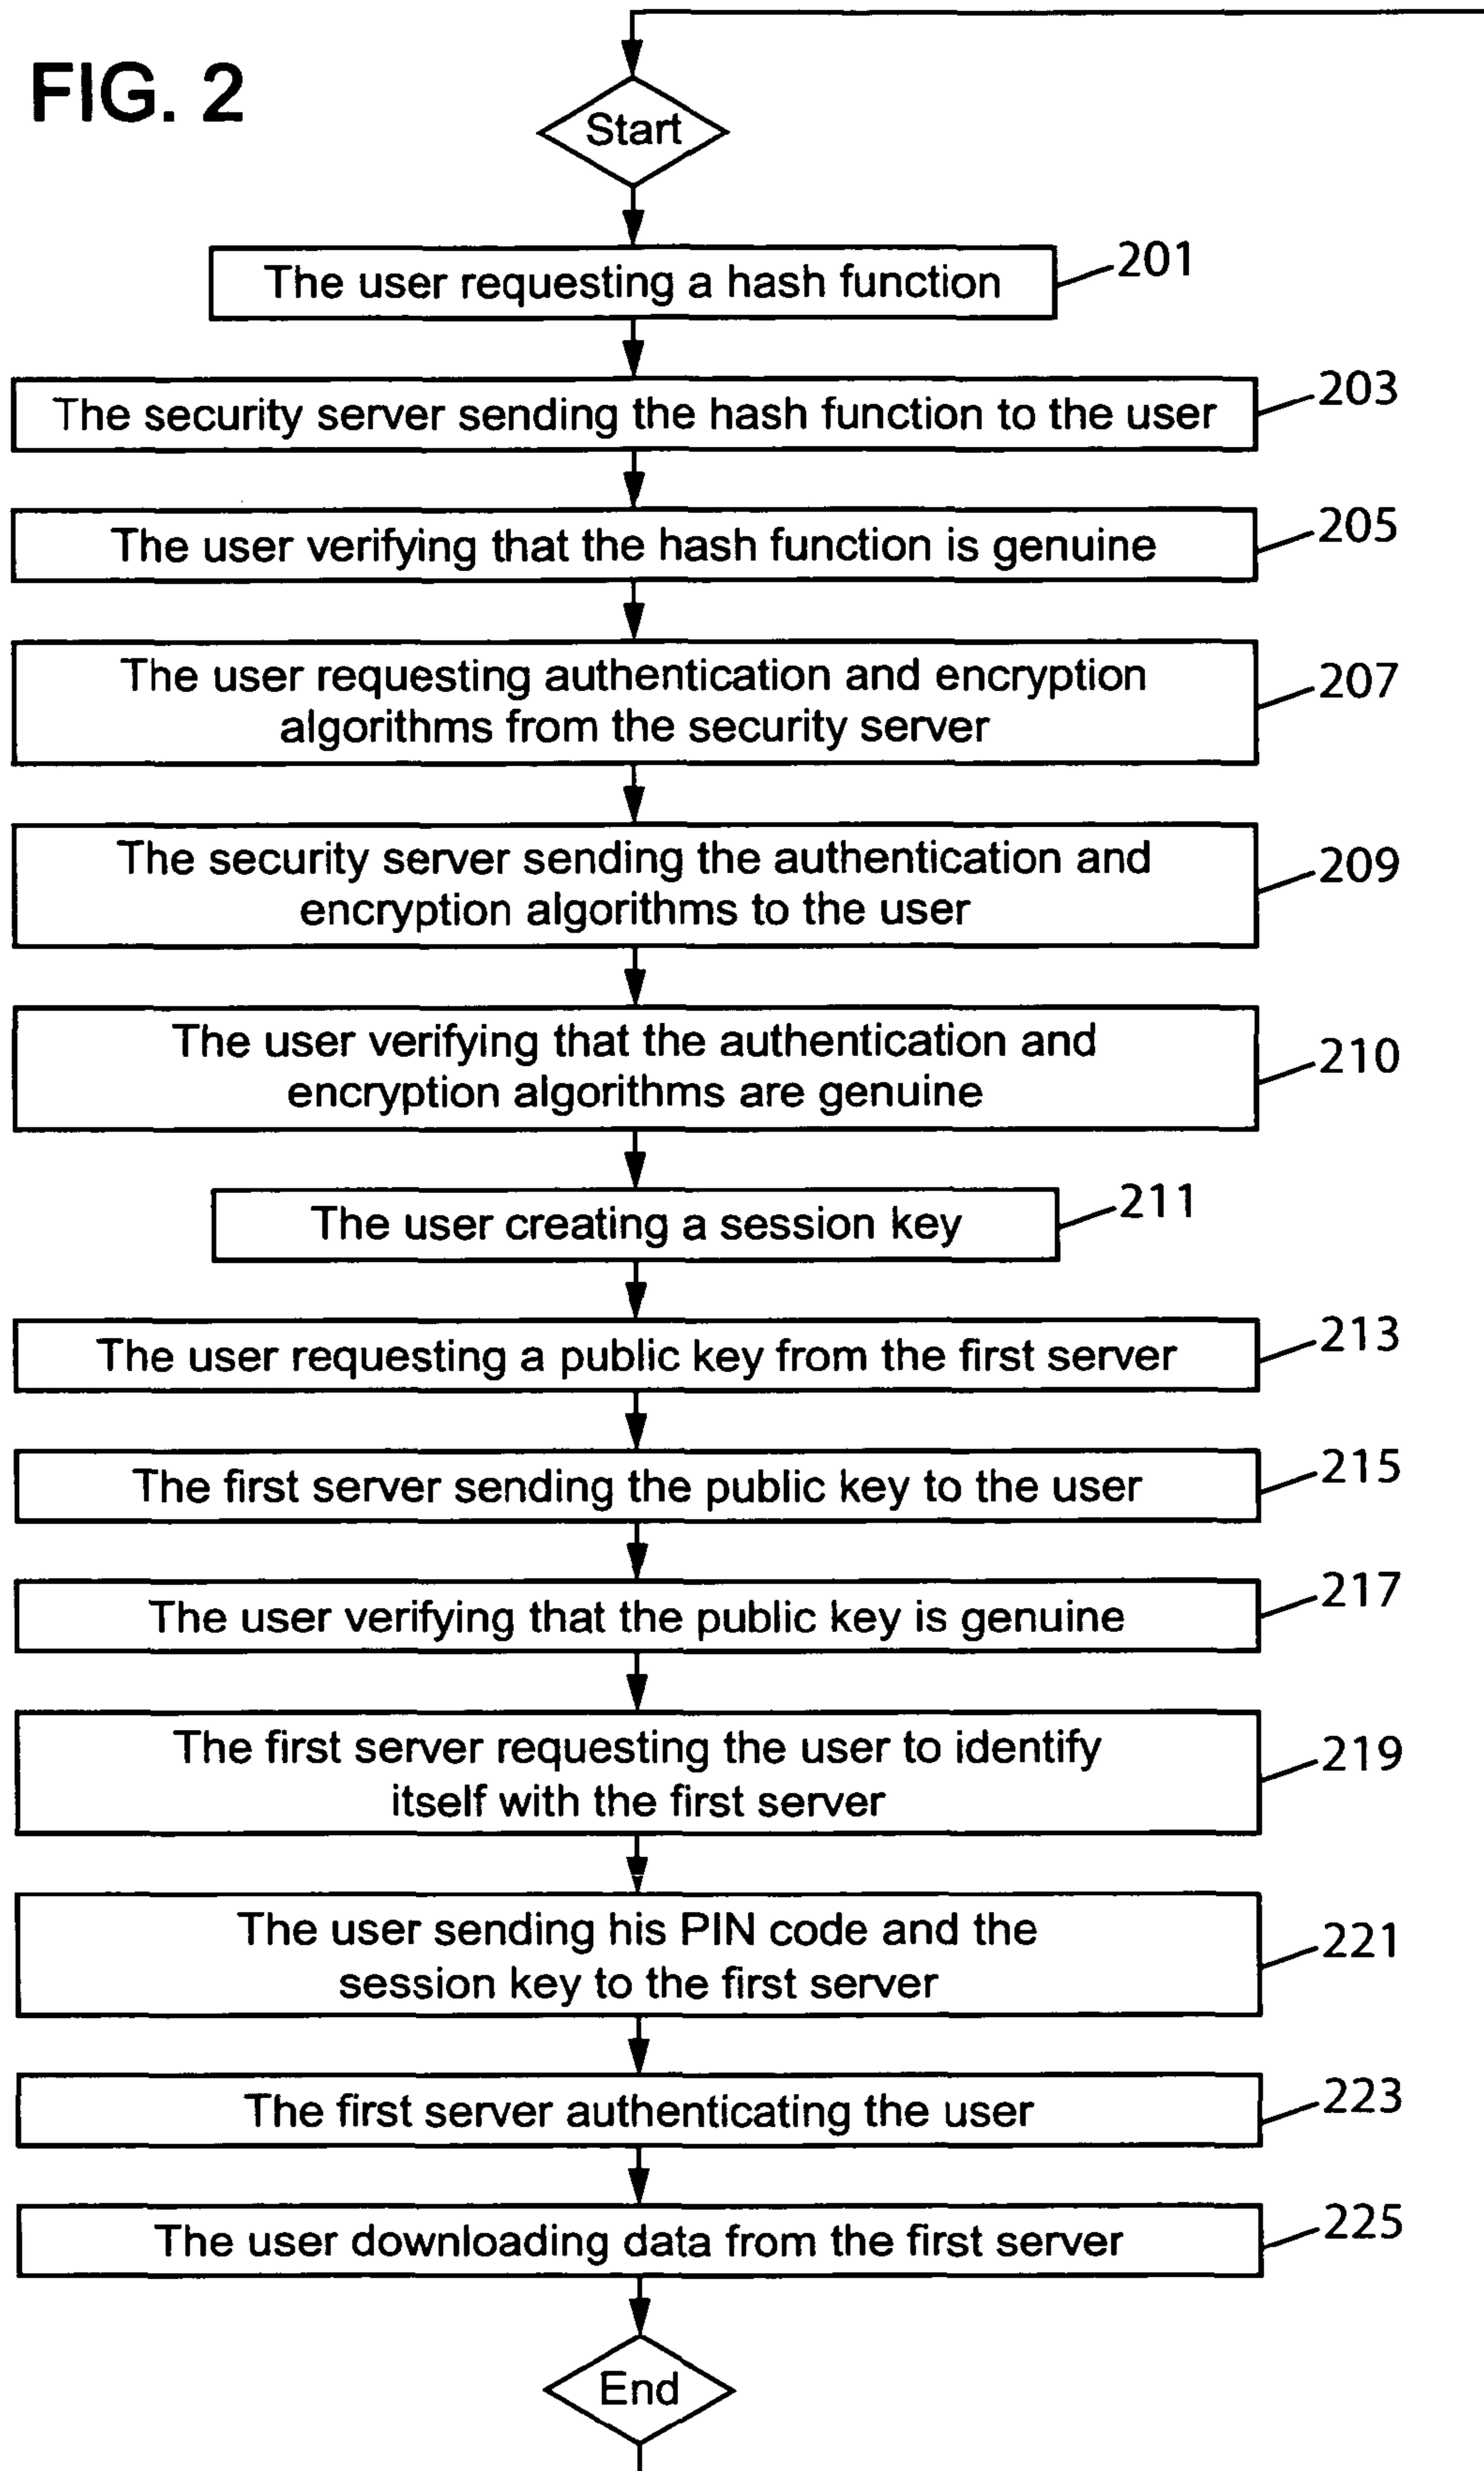 FIG. 2
Start
The user requesting a hash function
201
The security server sending the hash function to the user
203
The user verifying that the hash function is genuine
205
The user requesting authentication and encryption
algorithms from the security server
207
The security server sending the authentication and
encryption algorithms to the user
209
The user verifying that the authentication and
encryption algorithms are genuine
210
The user creating a session key
211
The user requesting a public key from the first server
213
The first server sending the public key to the user
215
The user verifying that the public key is genuine
217
The first server requesting the user to identify
itself with the first server
219
The user sending his PIN code and the
session key to the first server
221
The first server authenticating the user
223
The user downloading data from the first server
225
End